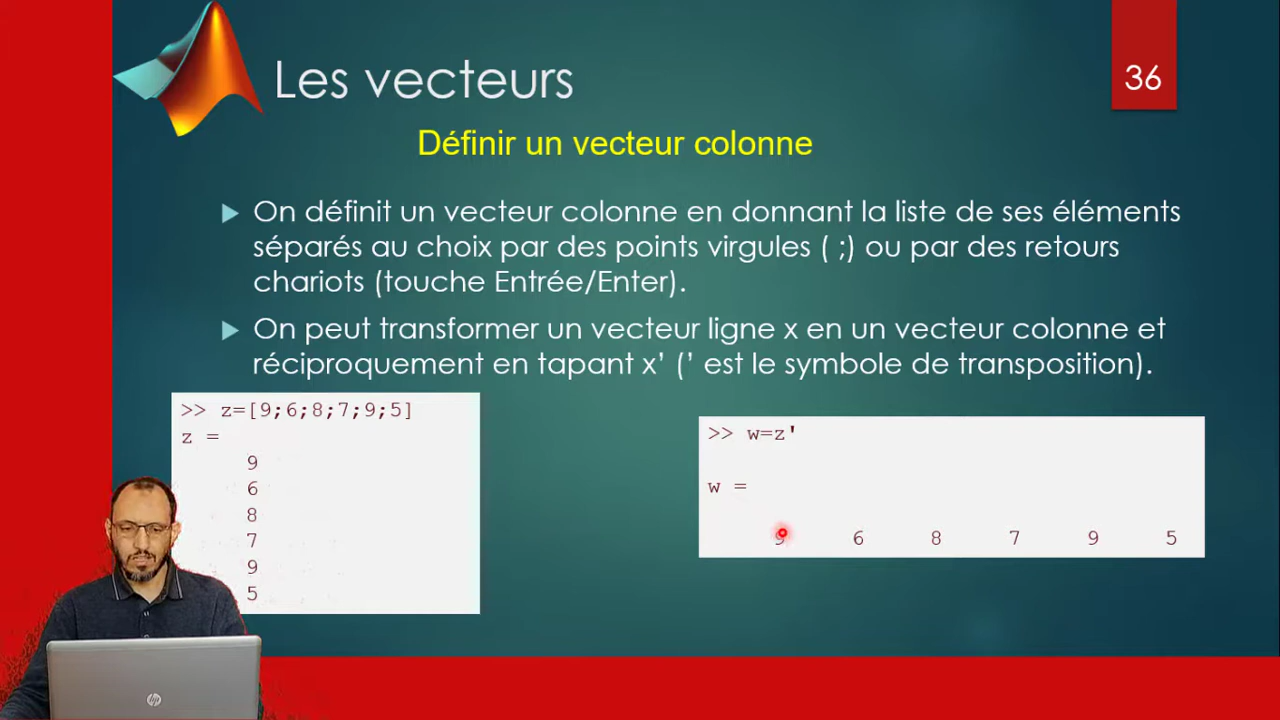 Les vecteurs
36
Définir un vecteur colonne
On définit un vecteur colonne en donnant la liste de ses éléments
séparés au choix par des points virgules ( ;) ou par des retours
chariots (touche Entrée/Enter).
On peut transformer un vecteur ligne x en un vecteur colonne et
réciproquement en tapant x’ (’ est le symbole de transposition).
>> z=[9;6;8;7;9;5]
z =
9
6
8
7
9
5
>> w=z'
w =
9 6 8 7 9 5
hp